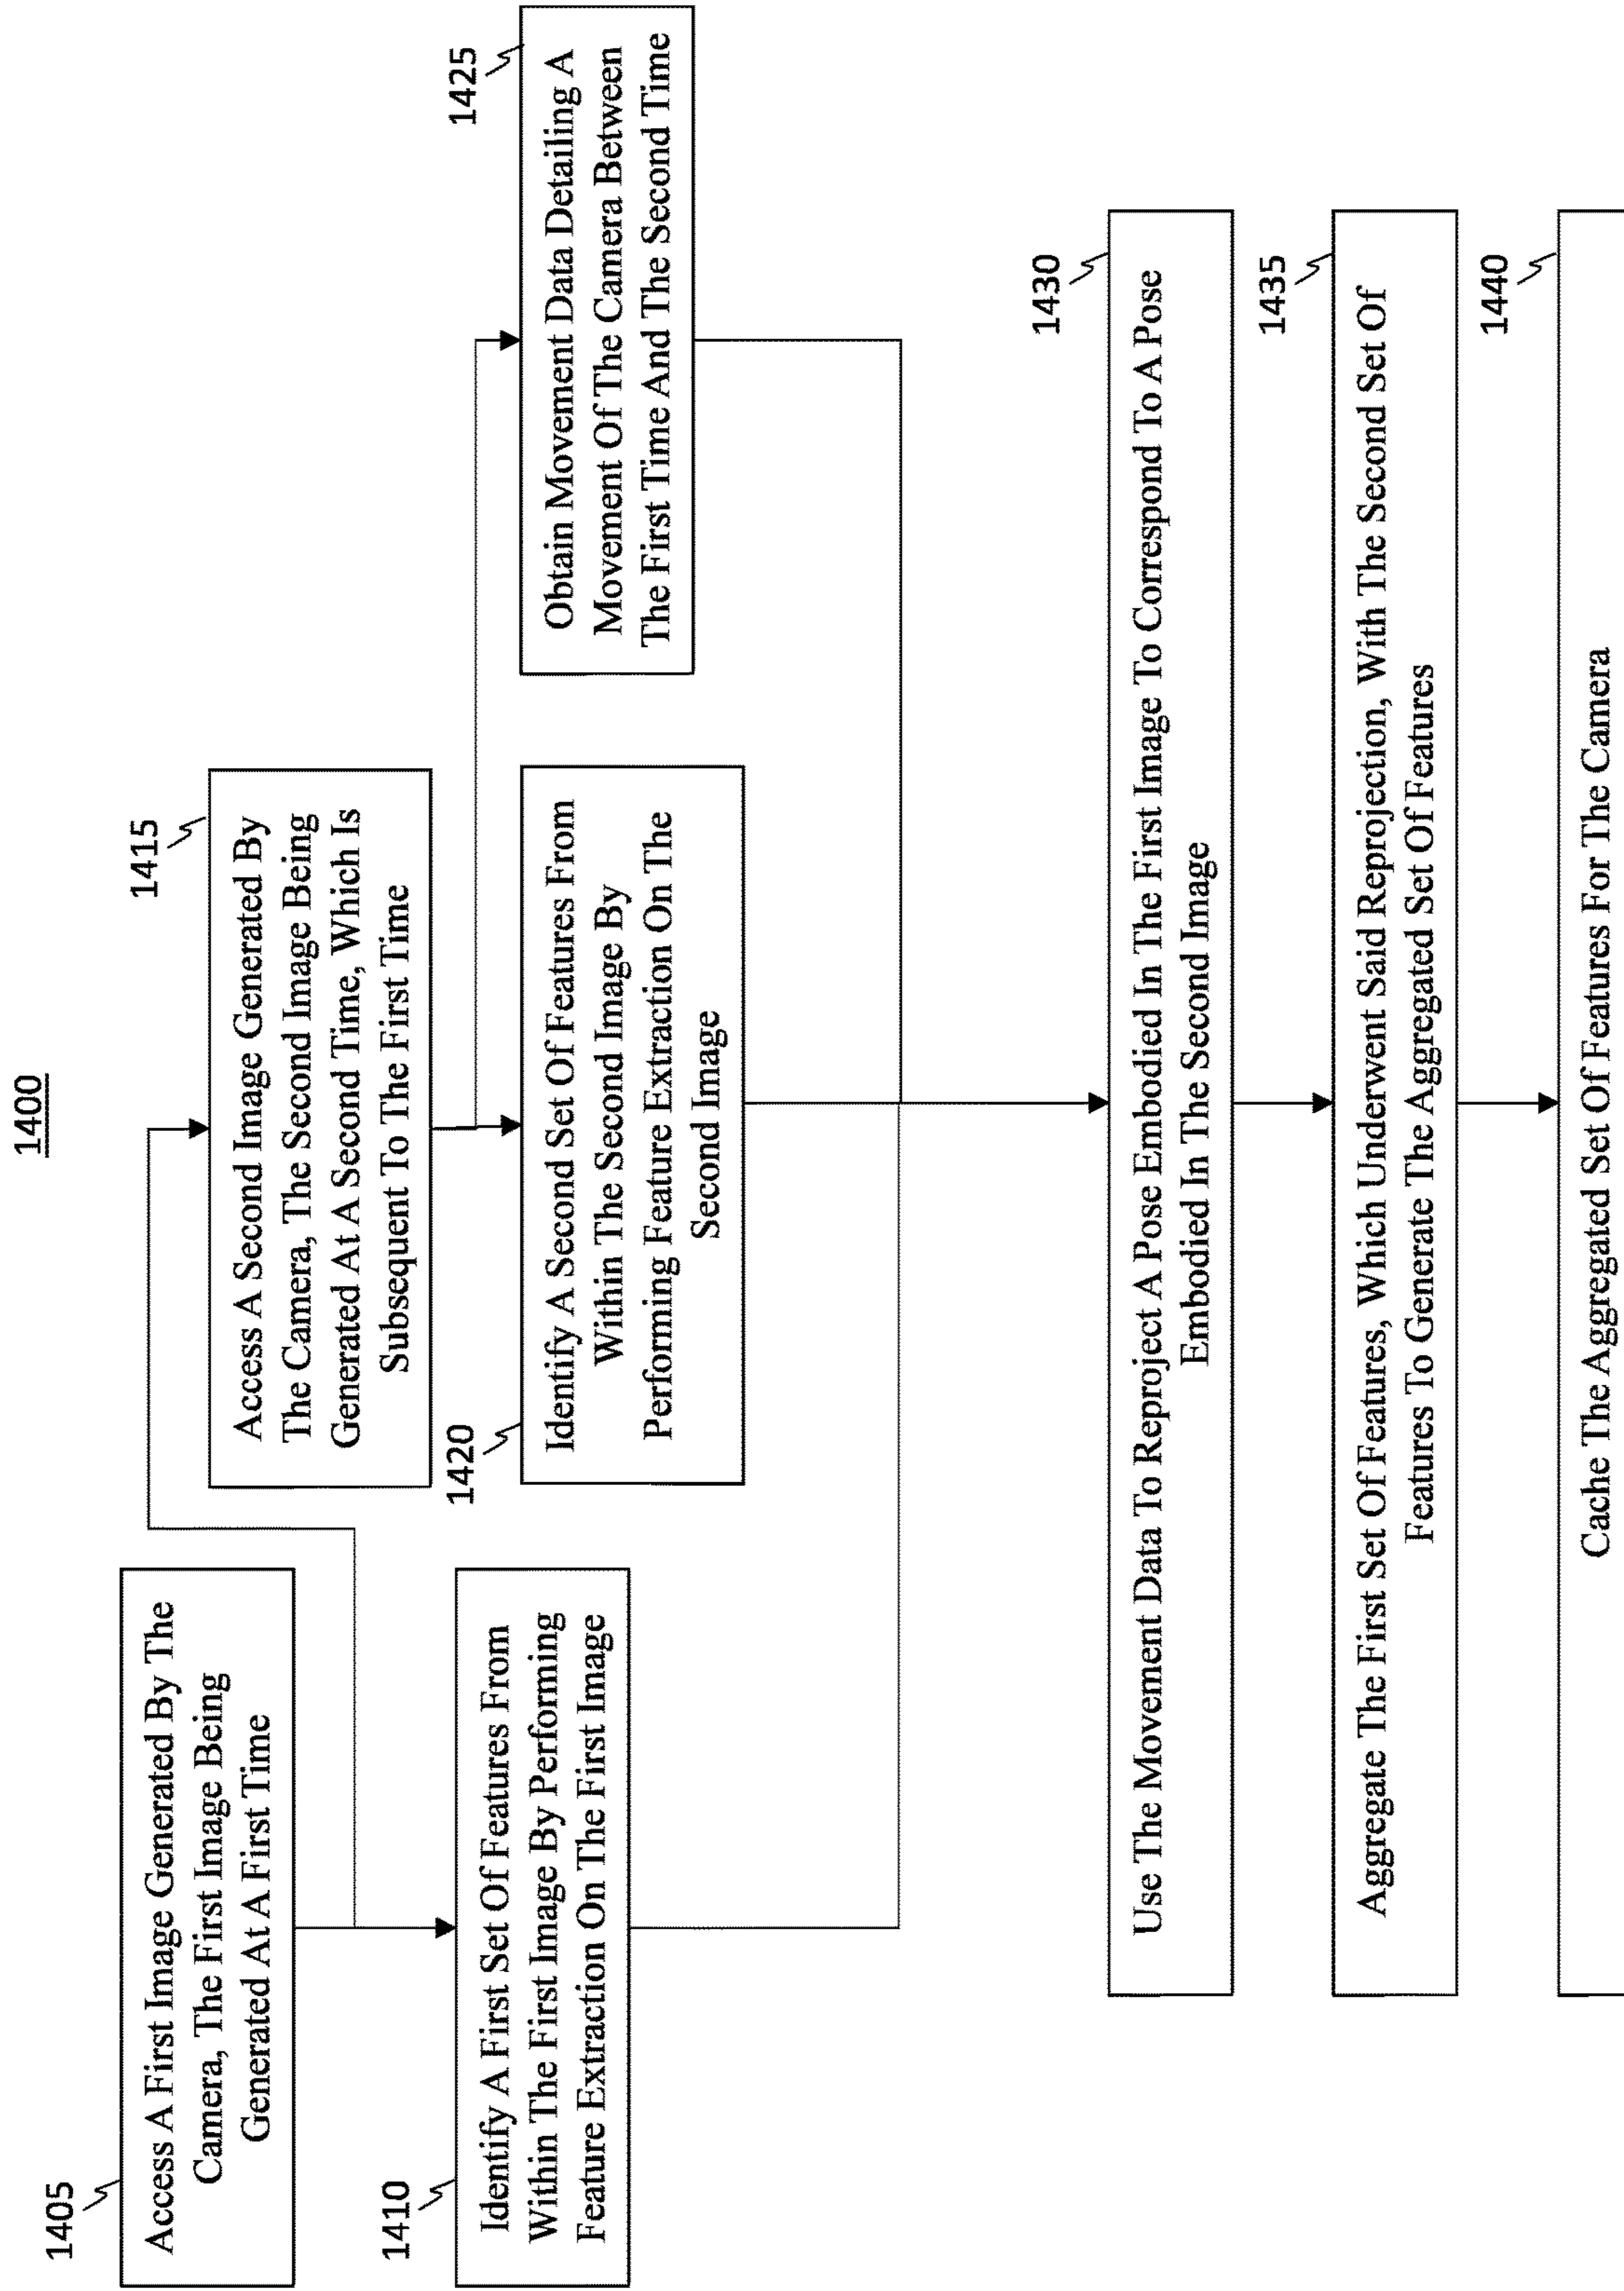 1400
1405
Access A First Image Generated By The
Camera, The First Image Being
Generated At A First Time
1410
Identify A First Set Of Features From
Within The First Image By Performing
Feature Extraction On The First Image
1415
Access A Second Image Generated By
The Camera, The Second Image Being
Generated At A Second Time, Which Is
Subsequent To The First Time
1420
Identify A Second Set Of Features From
Within The Second Image By
Performing Feature Extraction On The
Second Image
1425
Obtain Movement Data Detailing A
Movement Of The Camera Between
The First Time And The Second Time
1430
Use The Movement Data To Reproject A Pose Embodied In The First Image To Correspond To A Pose
Embodied In The Second Image
1435
Aggregate The First Set Of Features, Which Underwent Said Reprojection, With The Second Set Of
Features To Generate The Aggregated Set Of Features
1440
Cache The Aggregated Set Of Features For The Camera